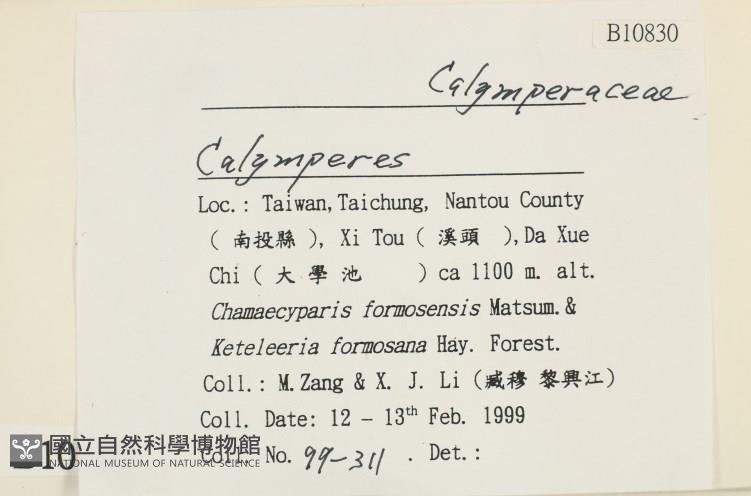 B10830
Calymperaceae
Calymperes
Loc.: Taiwan, Taichung, Nantou County
( 南投縣 ), Xi Tou ( 溪頭 ), Da Xue
Chi ( 大學池 ) ca 1100 m. alt.
Chamaecyparis formosensis Matsum. &
Keteleeria formosana Hay. Forest.
Coll.: M. Zang & X. J. Li (臧穆 黎興江)
Coll. Date: 12 - 13th Feb. 1999
Coll. No. 99-311 . Det.:
10
國立自然科學博物館
NATIONAL MUSEUM OF NATURAL SCIENCE